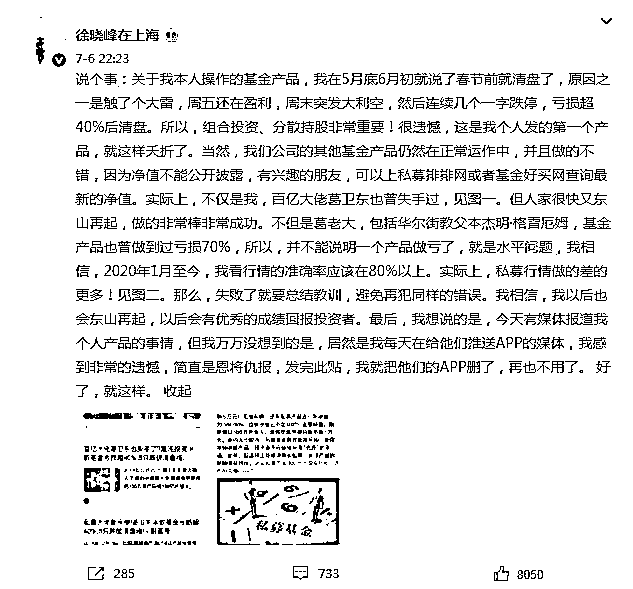 徐晓峰在上海
7-6 22:23
说个事：关于我本人操作的基金产品，我在5月底6月初就说了春节前就清盘了，原因之
一是触了个大雷，周五还在盈利，周末突发大利空，然后连续几个一字跌停，亏损超
40%后清盘。所以，组合投资、分散持股非常重要！很遗憾，这是我个人发的第一个产
品，就这样夭折了。当然，我们公司的其他基金产品仍然在正常运作中，并且做的不
错，因为净值不能公开披露，有兴趣的朋友，可以上私募排排网或者基金好买网查询最
新的净值。实际上，不仅是我，百亿大佬葛卫东也曾失手过，见图一。但人家很快又东
山再起，做的非常棒非常成功。不但是葛老大，包括华尔街教父本杰明·格雷厄姆，基金
产品也曾做到过亏损70%，所以，并不能说明一个产品做亏了，就是水平问题，我相
信，2020年1月至今，我看行情的准确率应该在80%以上。实际上，私募行情做的差的
更多！见图二。那么，失败了就要总结教训，避免再犯同样的错误。我相信，我以后也
会东山再起，以后会有优秀的成绩回报投资者。最后，我想说的是，今天有媒体报道我
个人产品的事情，但我万万没想到的是，居然是我每天在给他们推送APP的媒体，我感
到非常的遗憾，简直是恩将仇报，发完此贴，我就把他们的APP删了，再也不用了。 好
了，就这样。 收起
私募基金
285
733
8050